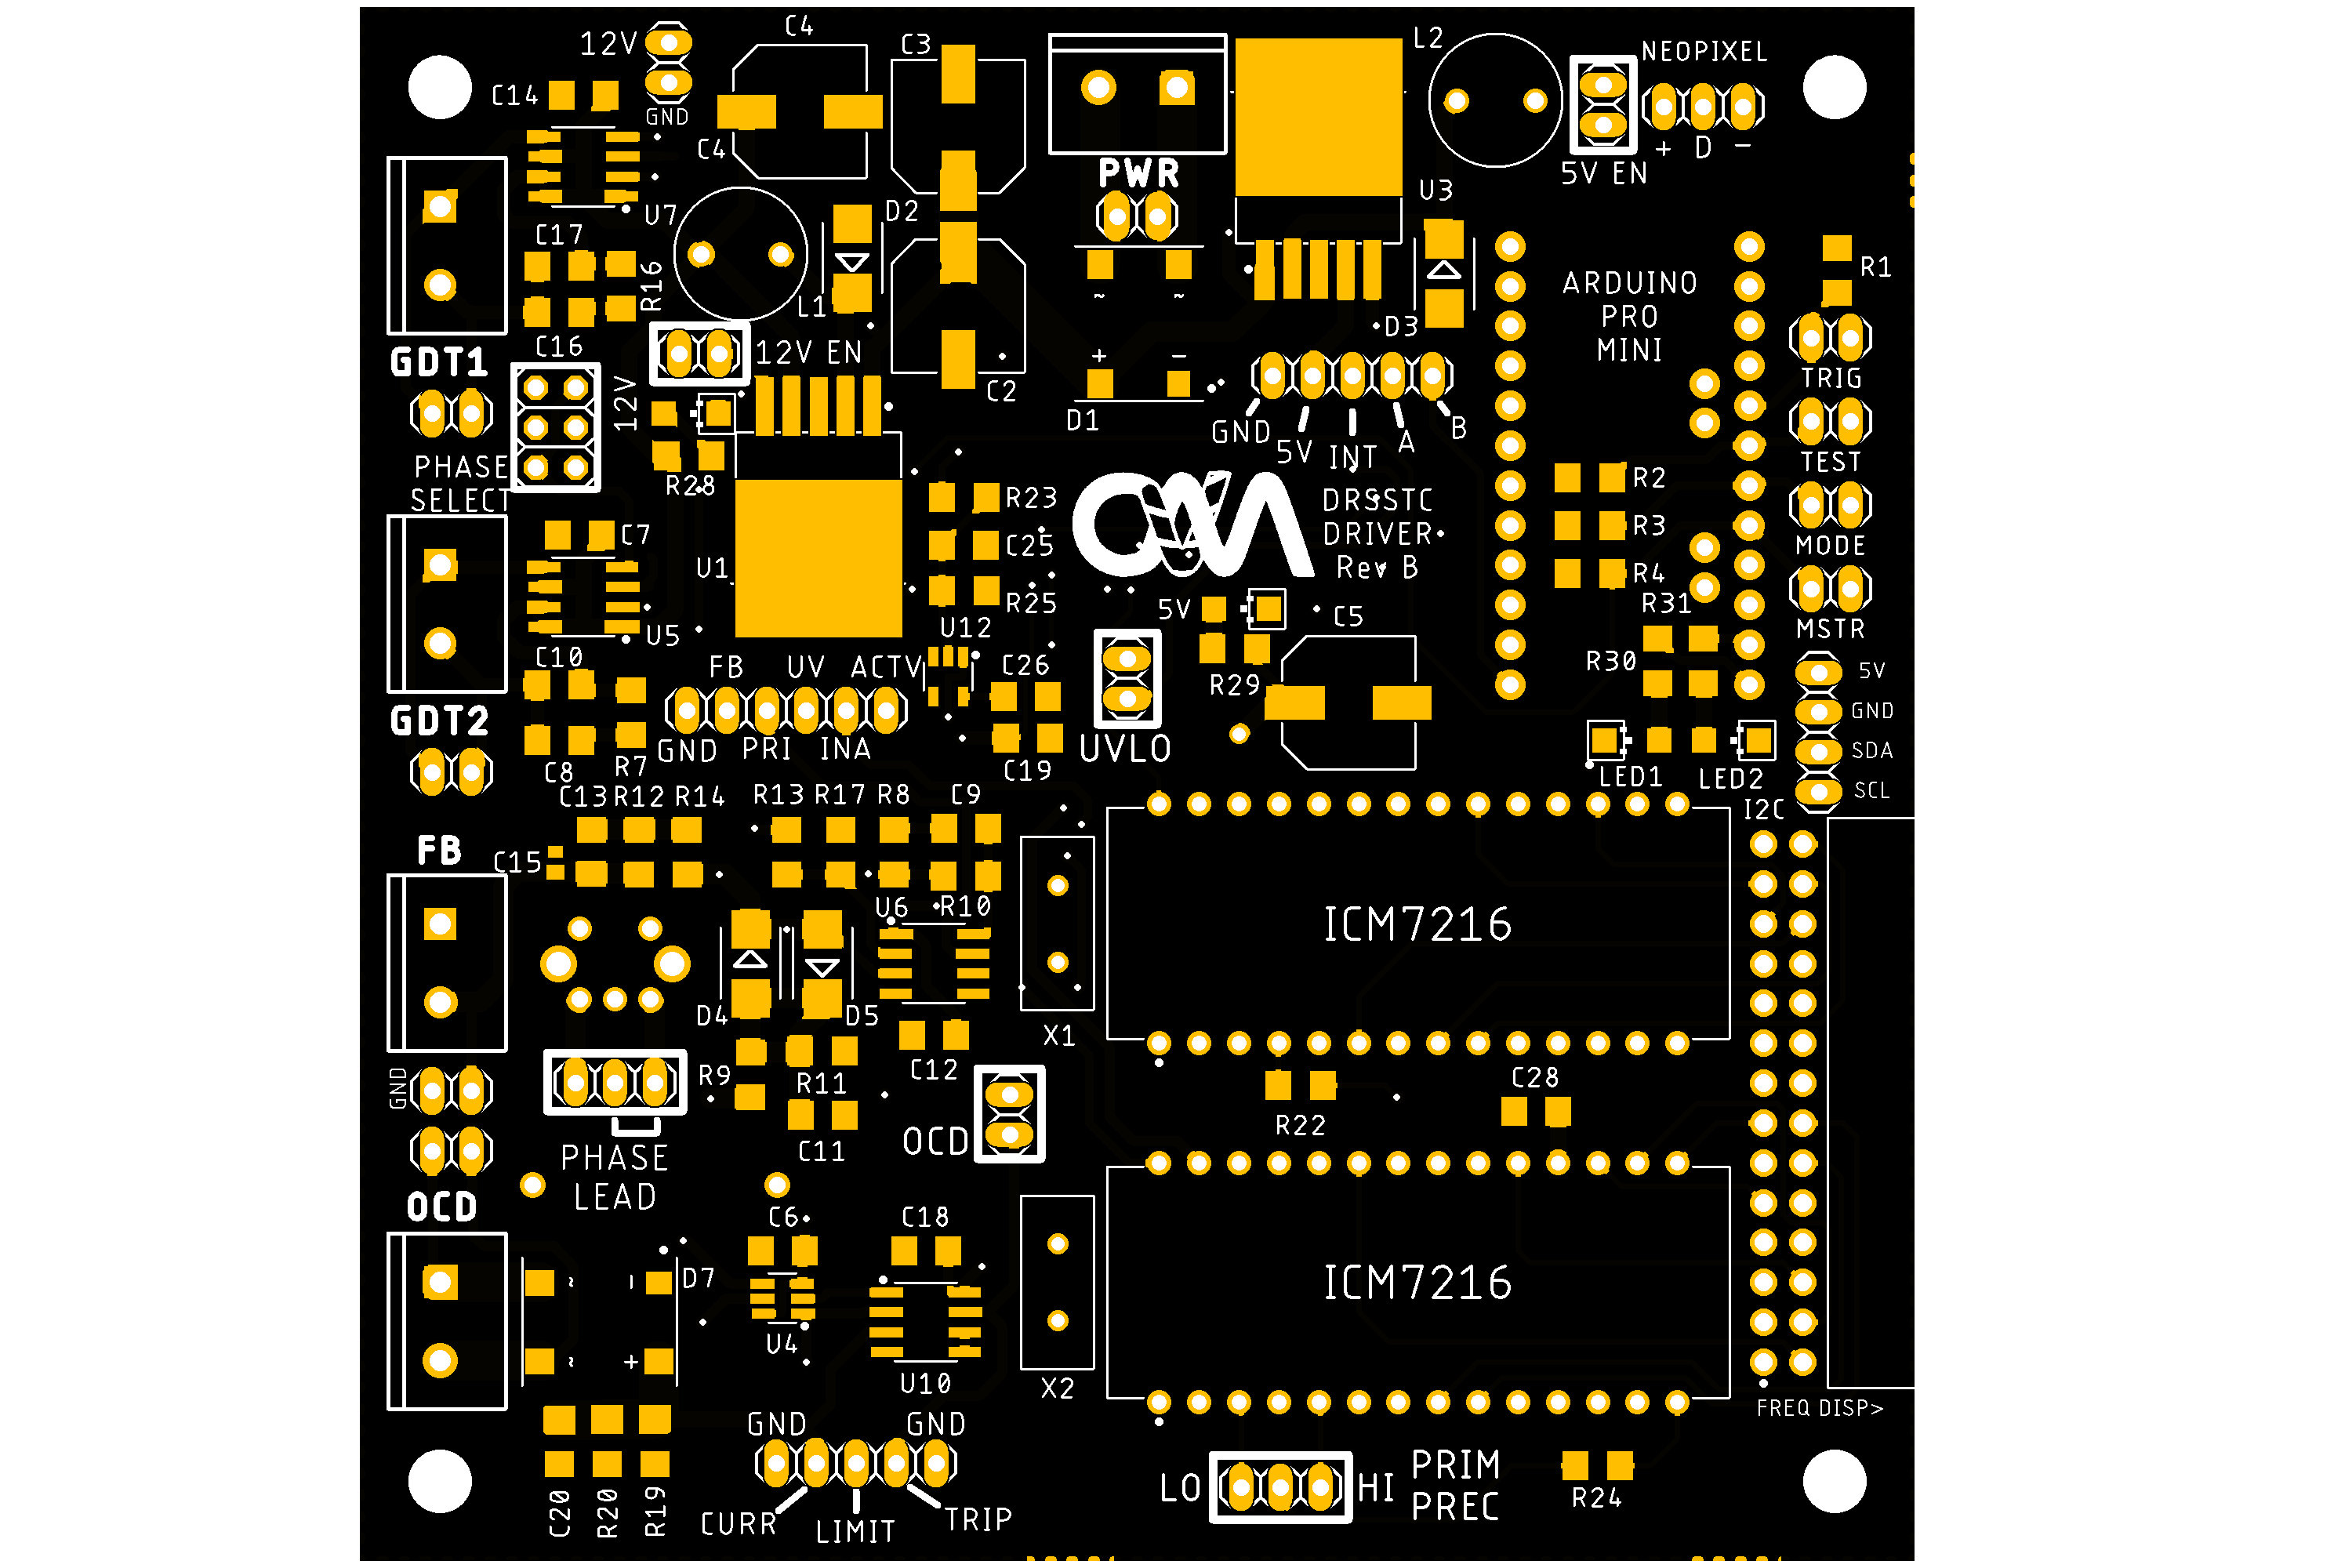 C4
12V
C3
L2
NEOPIXEL
C14
GND
C4
PWR
+ D -
5V EN
U3
D2
U7
C17
R16
L1
ARDUINO
PRO
MINI
R1
~ ~
D3
+ -
C16
12V EN
GDT1
TRIG
C2
12V
D1
GND
5V
INT
A
B
PHASE
SELECT
R28
TEST
R2
R23
DRSSTC
DRIVER
Rev B
C7
C25
R3
MODE
U1
R4
R25
5V
C5
R31
U5
U12
MSTR
C10
FB
UV
ACTV
C26
R29
R30
5V
GND
SDA
SCL
GDT2
GND
PRI
INA
UVLO
C8
R7
C19
LED1
LED2
I2C
C13
R12
R14
R13
R17
R8
C9
FB
C15
U6
R10
ICM7216
D4
D5
X1
R9
R11
C12
C28
GND
C11
OCD
R22
PHASE
LEAD
OCD
C6
C18
~ -
D7
ICM7216
~ +
U4
U10
X2
FREQ DISP>
GND
GND
C20
R20
R19
CURR
LIMIT
TRIP
LO
HI
PRIM
PREC
R24